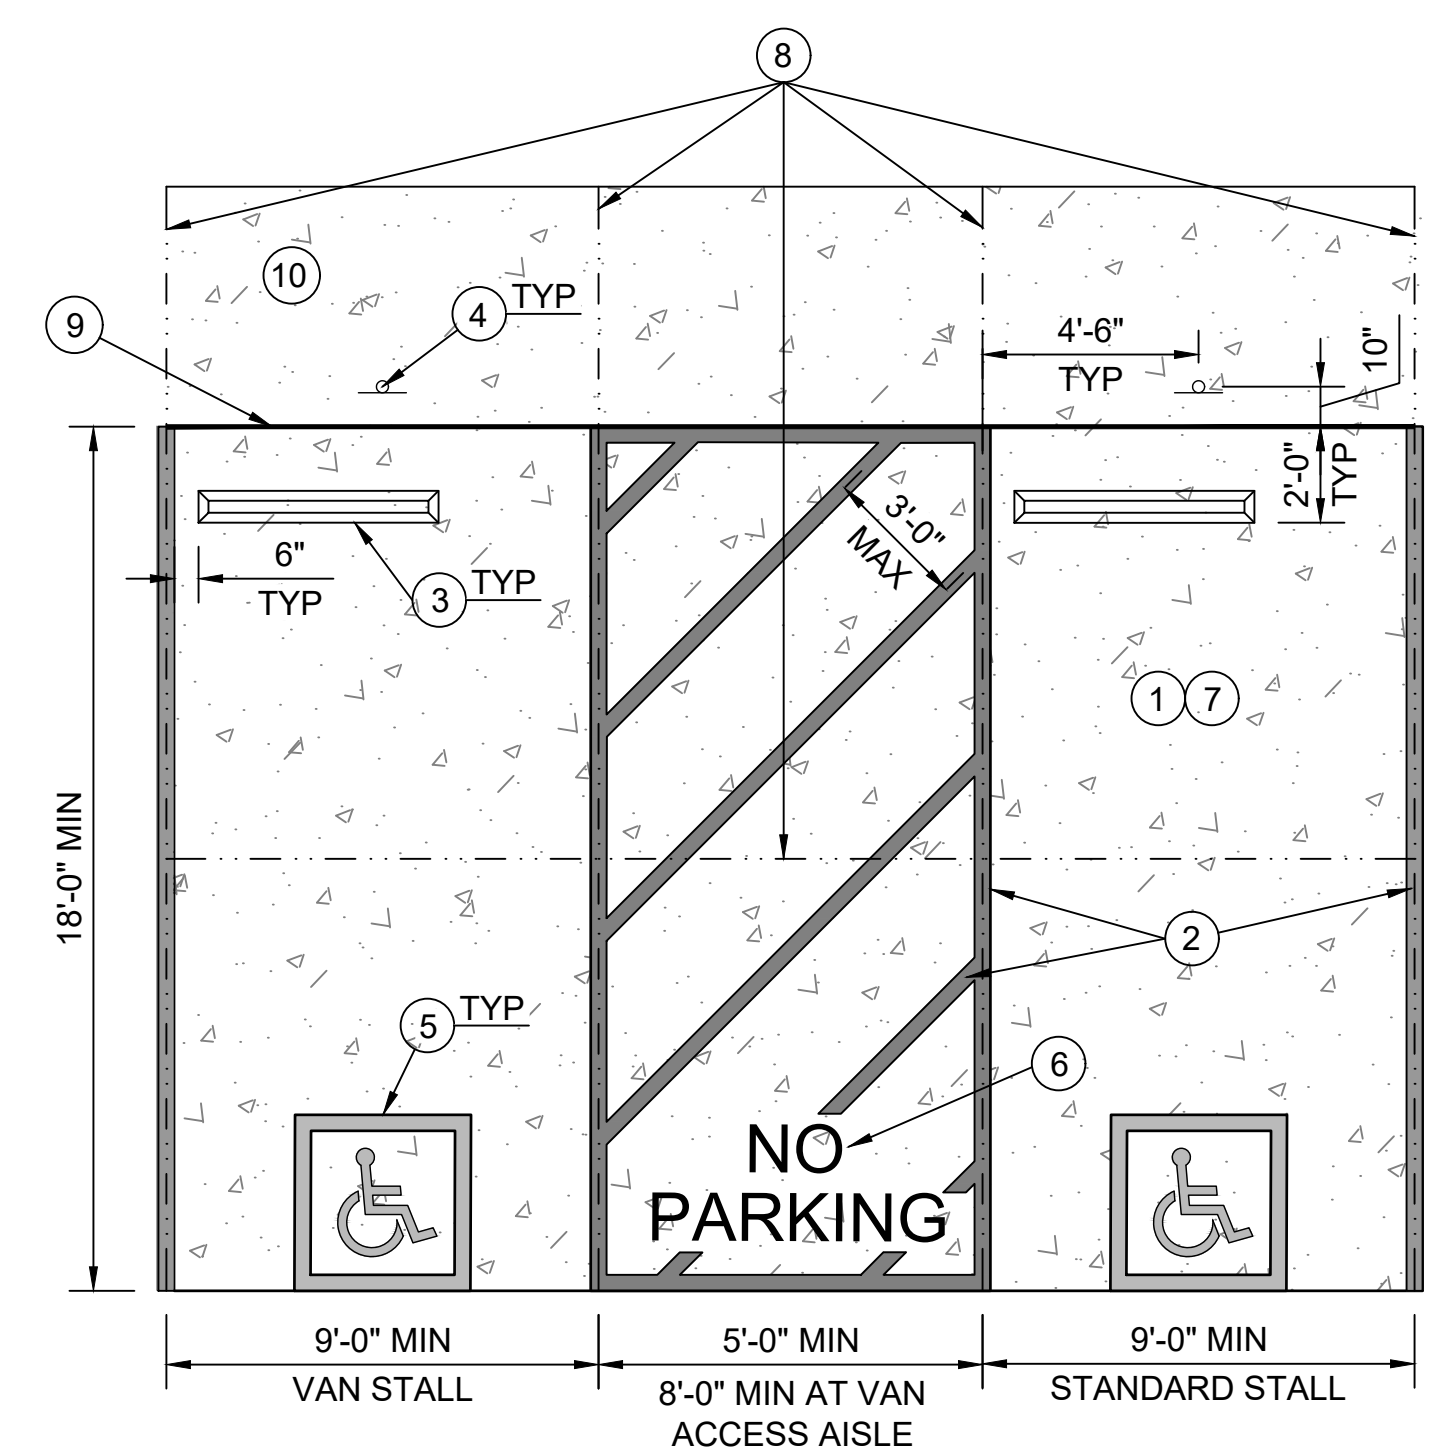 8
10
4 TYP
9
4'-6"
TYP
10"
2'-0"
TYP
3'-0"
MAX
6"
TYP
3 TYP
1 7
18'-0" MIN
2
5 TYP
6
NO
PARKING
9'-0" MIN
VAN STALL
5'-0" MIN
8'-0" MIN AT VAN
ACCESS AISLE
9'-0" MIN
STANDARD STALL